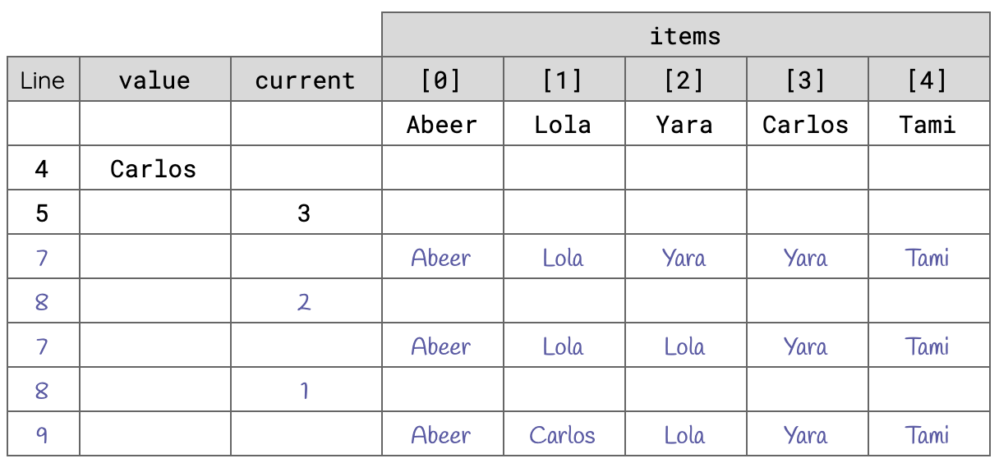 items
Line value current [0] [1] [2] [3] [4]
Abeer Lola Yara Carlos Tami
4 Carlos
5 3
7 Abeer Lola Yara Yara Tami
8 2
7 Abeer Lola Lola Yara Tami
8 1
9 Abeer Carlos Lola Yara Tami